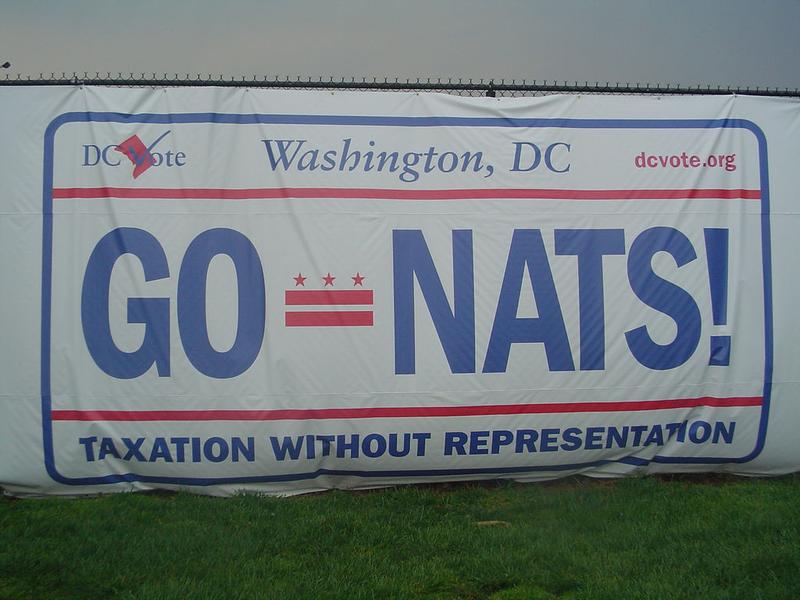 DC Vote Washington, DC dcvote.org
GO NATS!
TAXATION WITHOUT REPRESENTATION